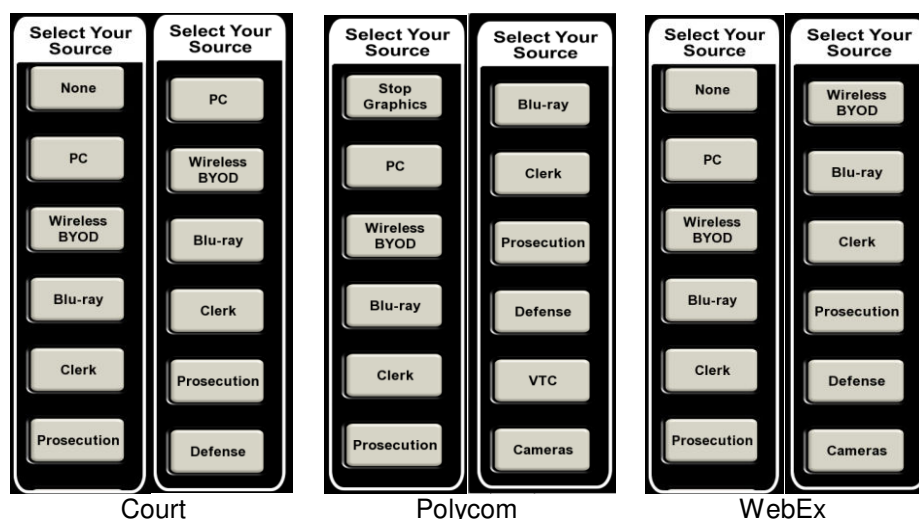 Select Your
Source
None
PC
Wireless
BYOD
Blu-ray
Clerk
Prosecution
Select Your
Source
PC
Wireless
BYOD
Blu-ray
Clerk
Prosecution
Defense
Court
Select Your
Source
Stop
Graphics
PC
Wireless
BYOD
Blu-ray
Clerk
Prosecution
Select Your
Source
Blu-ray
Clerk
Prosecution
Defense
VTC
Cameras
Polycom
Select Your
Source
None
PC
Wireless
BYOD
Blu-ray
Clerk
Prosecution
Select Your
Source
Wireless
BYOD
Blu-ray
Clerk
Prosecution
Defense
Cameras
WebEx